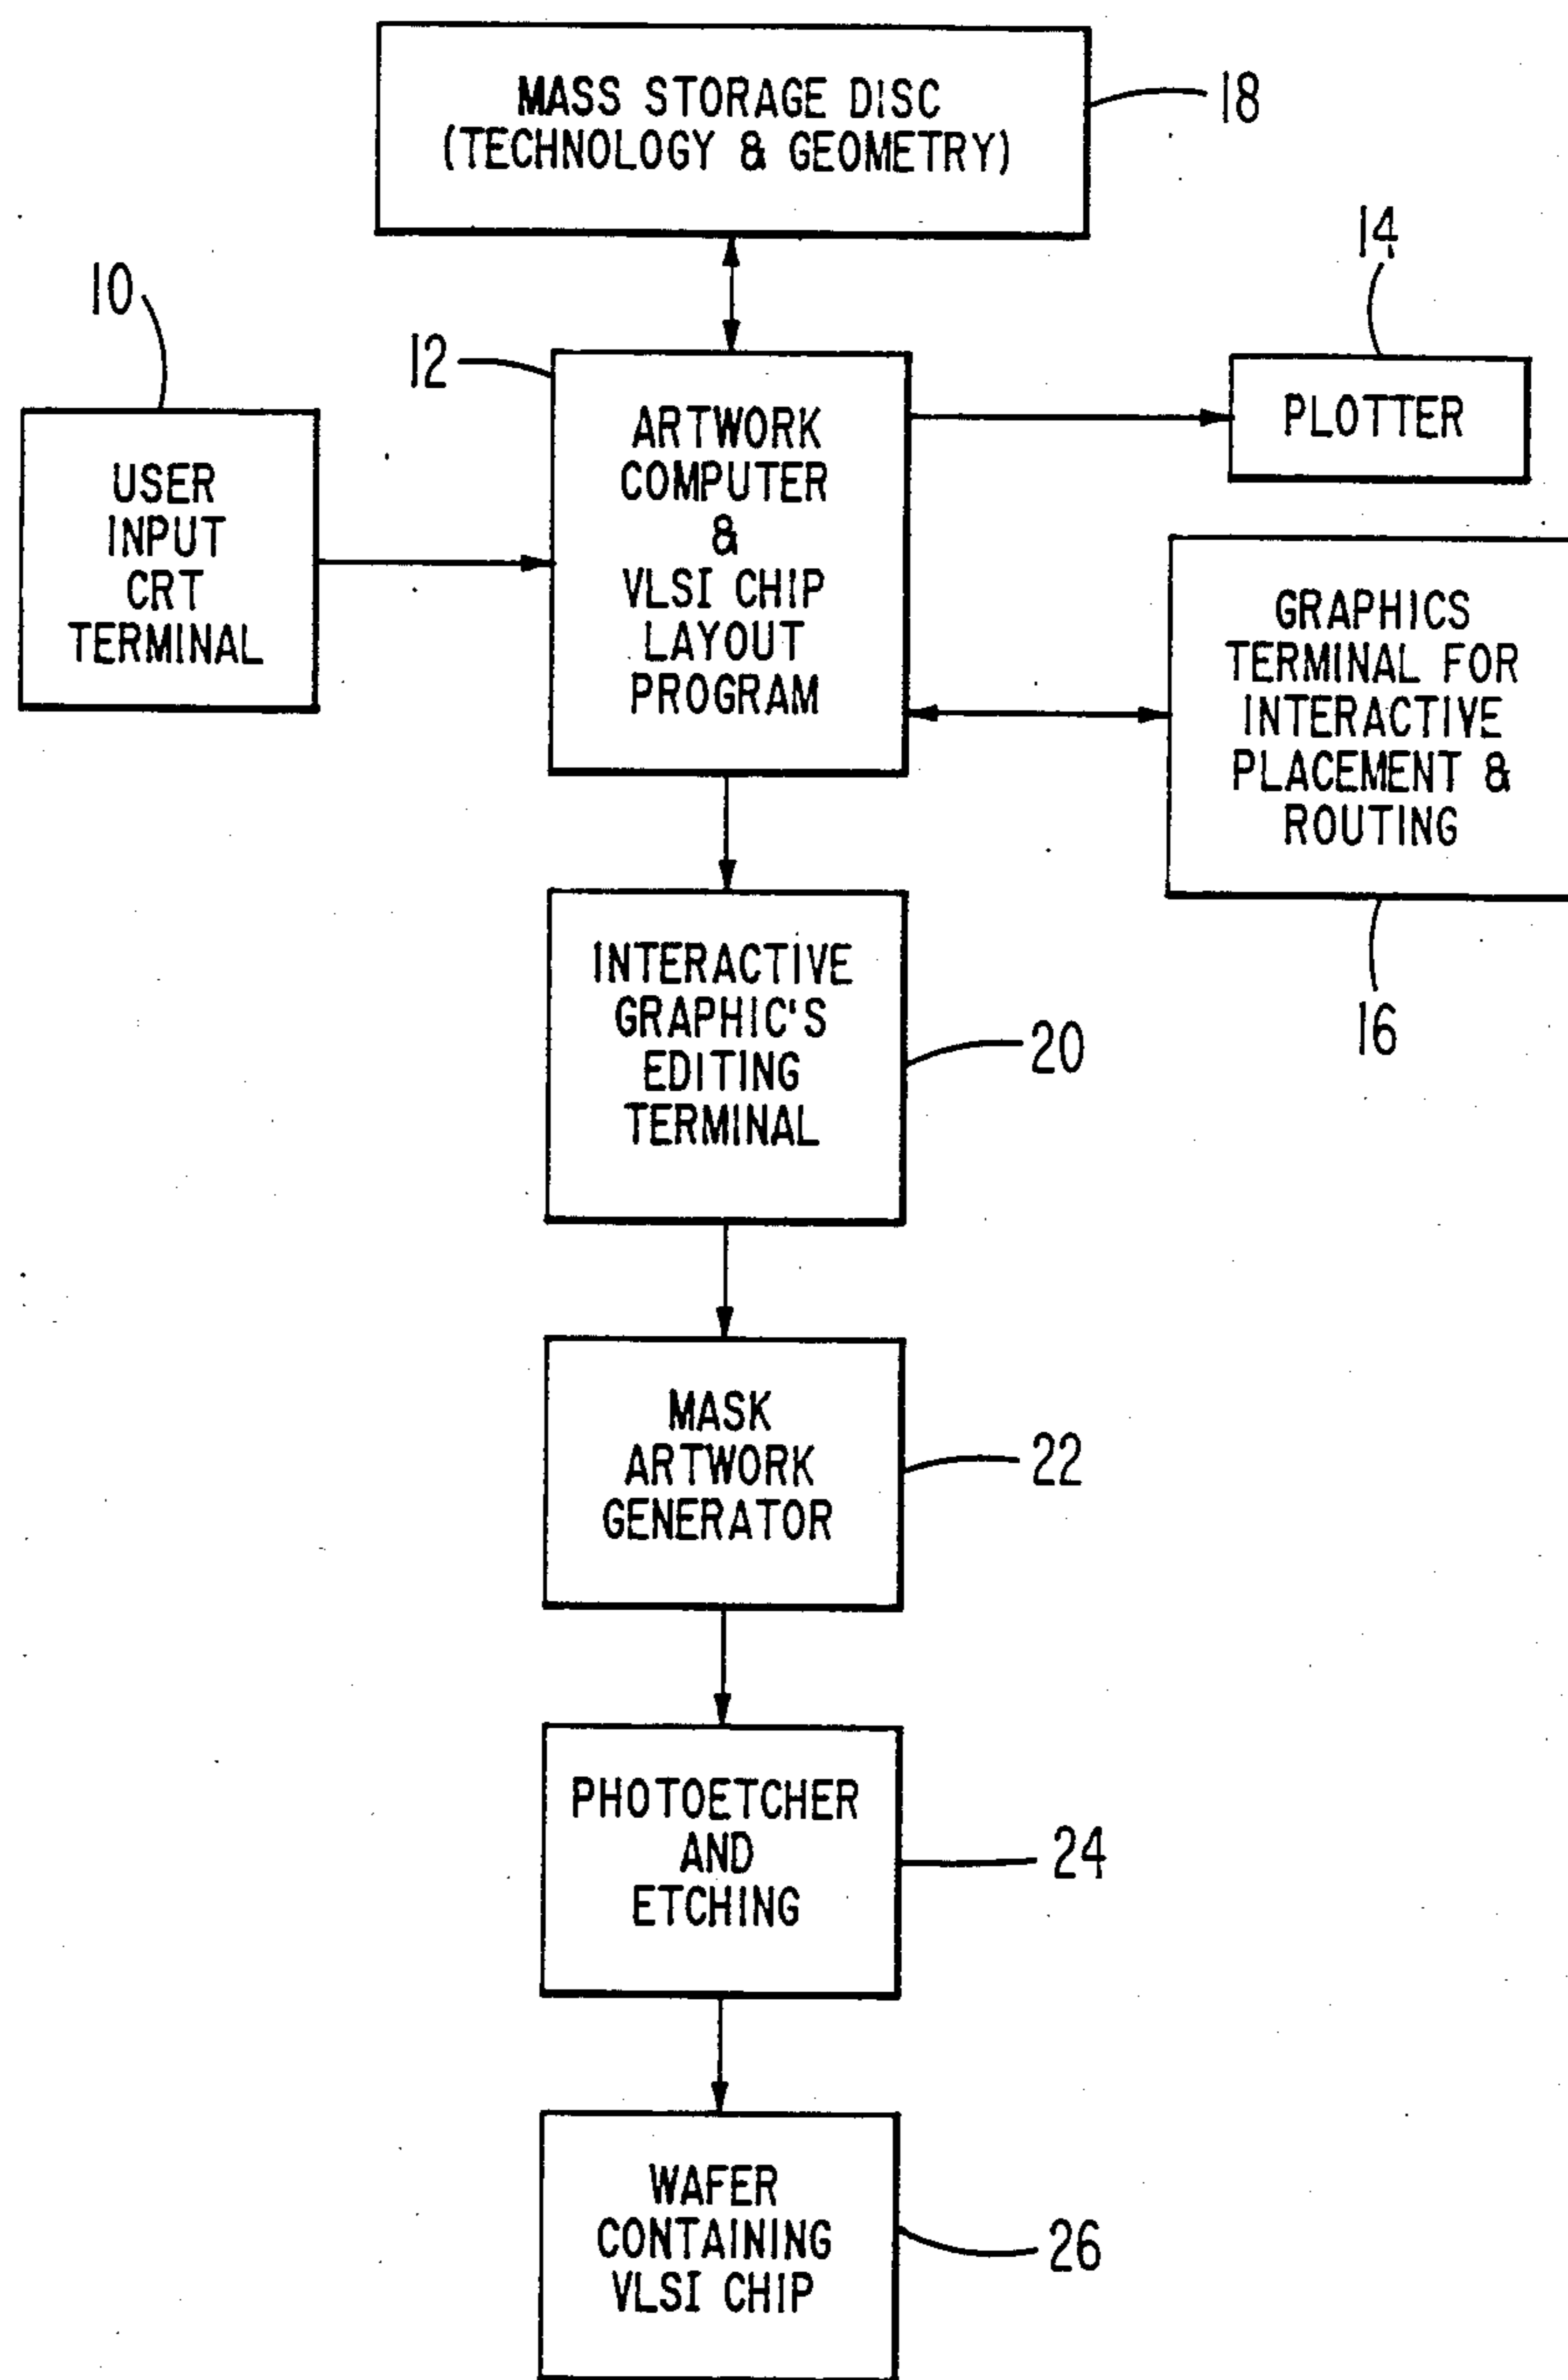 MASS STORAGE DISC
(TECHNOLOGY & GEOMETRY)
18
14
10
12
USER
INPUT
CRT
TERMINAL
ARTWORK
COMPUTER
&
VLSI CHIP
LAYOUT
PROGRAM
PLOTTER
GRAPHICS
TERMINAL FOR
INTERACTIVE
PLACEMENT &
ROUTING
16
INTERACTIVE
GRAPHIC'S
EDITING
TERMINAL
20
MASK
ARTWORK
GENERATOR
22
PHOTOETCHER
AND
ETCHING
24
WAFER
CONTAINING
VLSI CHIP
26